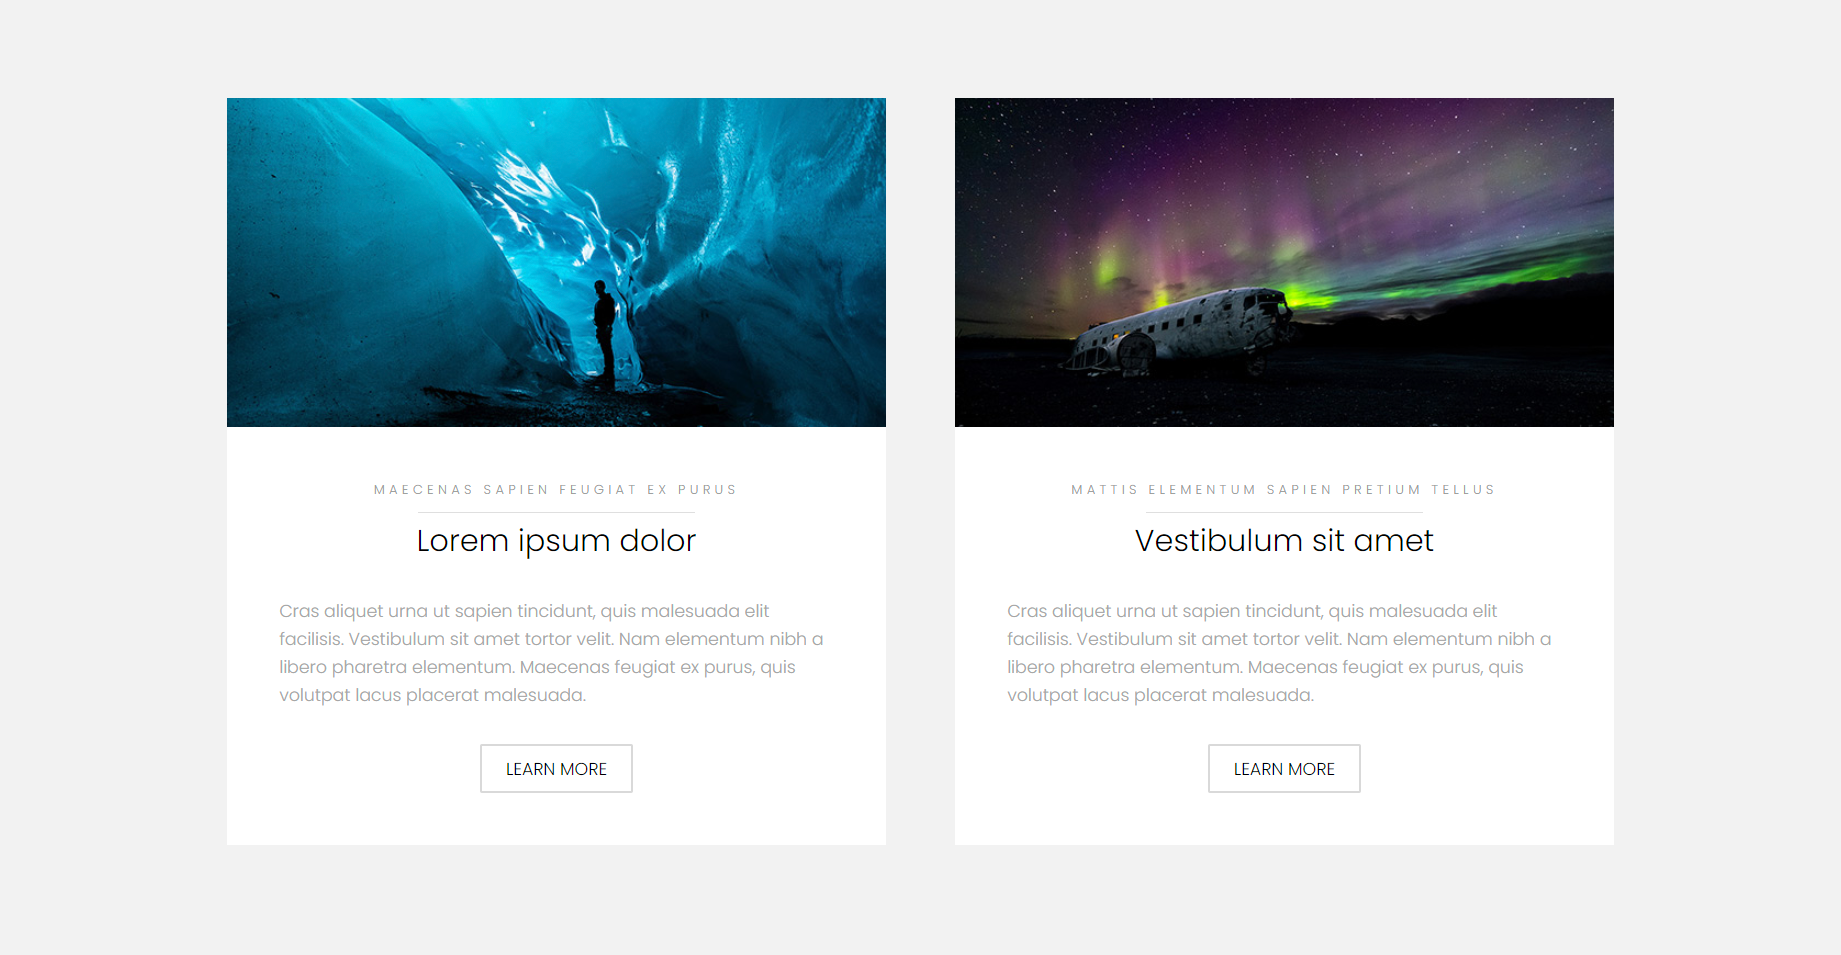 MAECENAS SAPIEN FEUGIAT EX PURUS
Lorem ipsum dolor
Cras aliquet urna ut sapien tincidunt, quis malesuada elit
facilisis. Vestibulum sit amet tortor velit. Nam elementum nibh a
libero pharetra elementum. Maecenas feugiat ex purus, quis
volutpat lacus placerat malesuada.
LEARN MORE
MATTIS ELEMENTUM SAPIEN PRETIUM TELLUS
Vestibulum sit amet
Cras aliquet urna ut sapien tincidunt, quis malesuada elit
facilisis. Vestibulum sit amet tortor velit. Nam elementum nibh a
libero pharetra elementum. Maecenas feugiat ex purus, quis
volutpat lacus placerat malesuada.
LEARN MORE